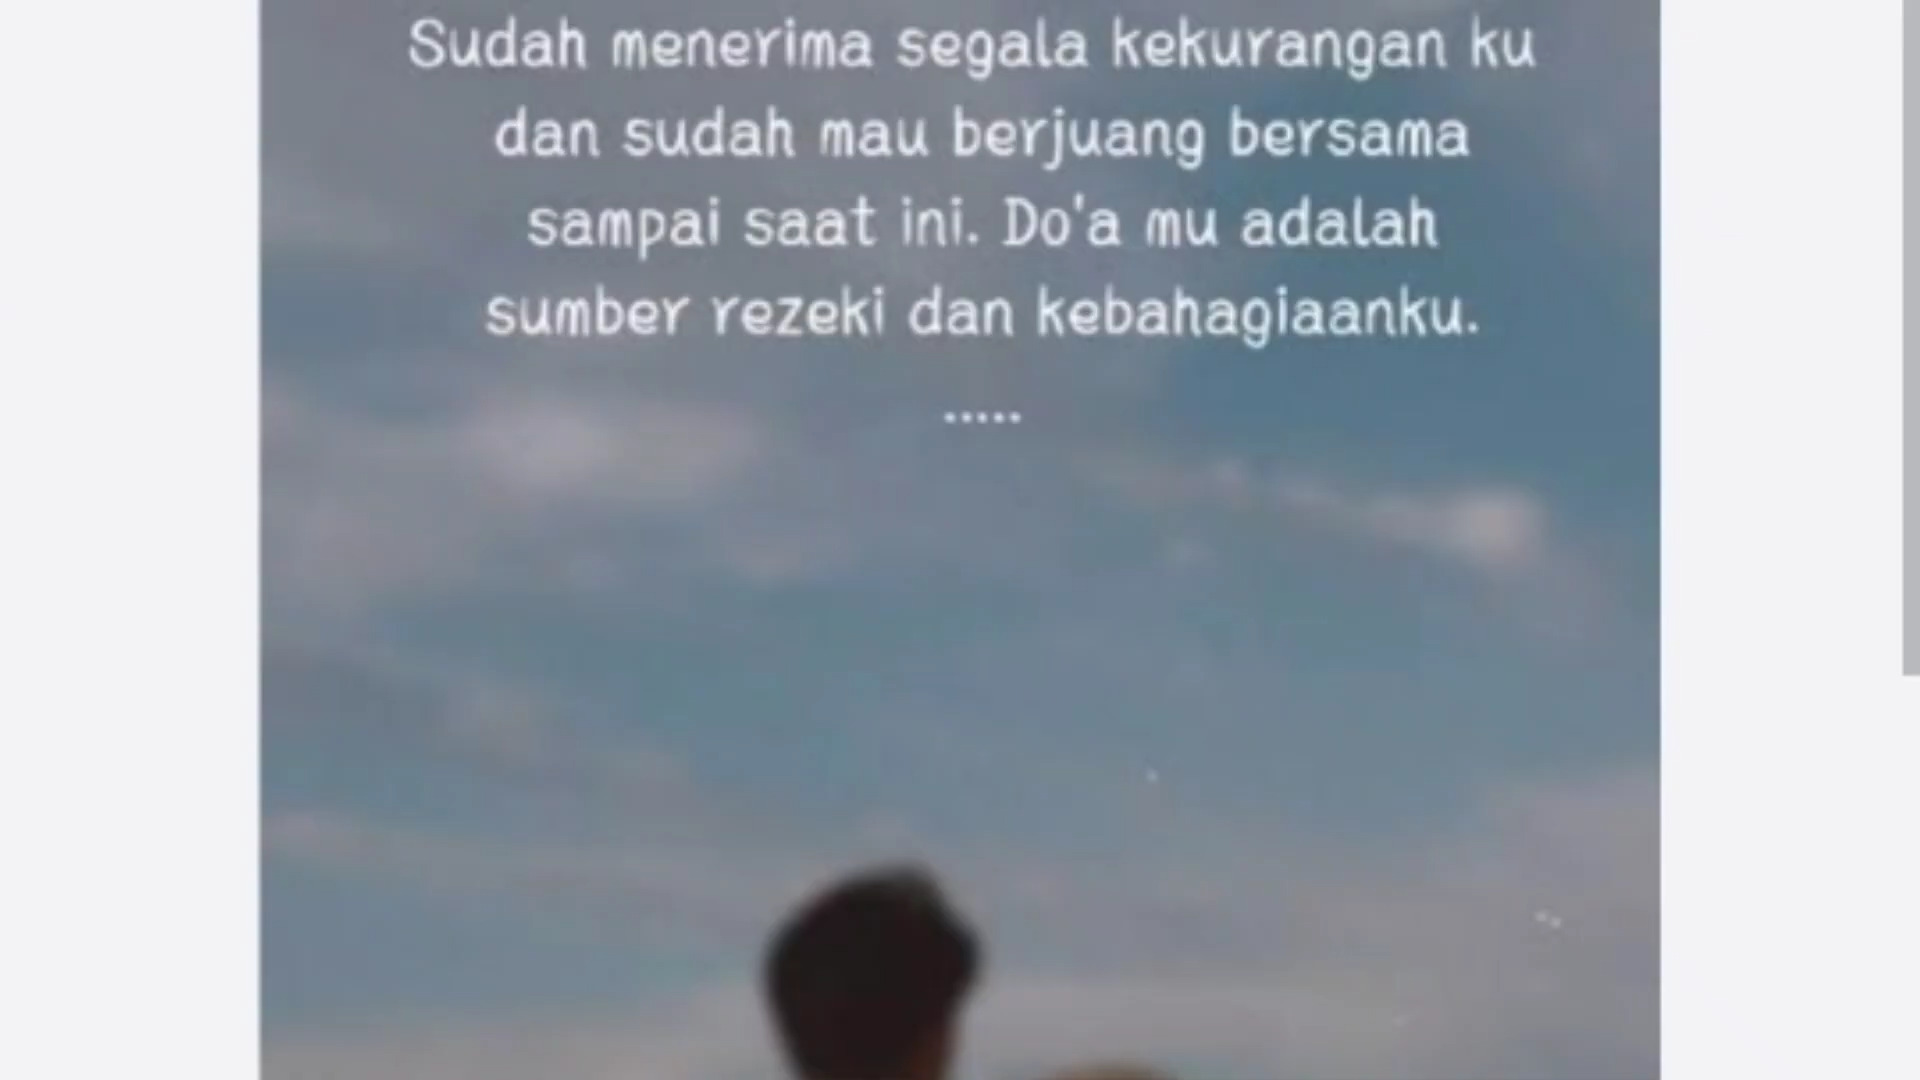 Sudah menerima segala kekurangan ku
dan sudah mau berjuang bersama
sampai saat ini. Do'a mu adalah
sumber rezeki dan kebahagiaanku.
.....